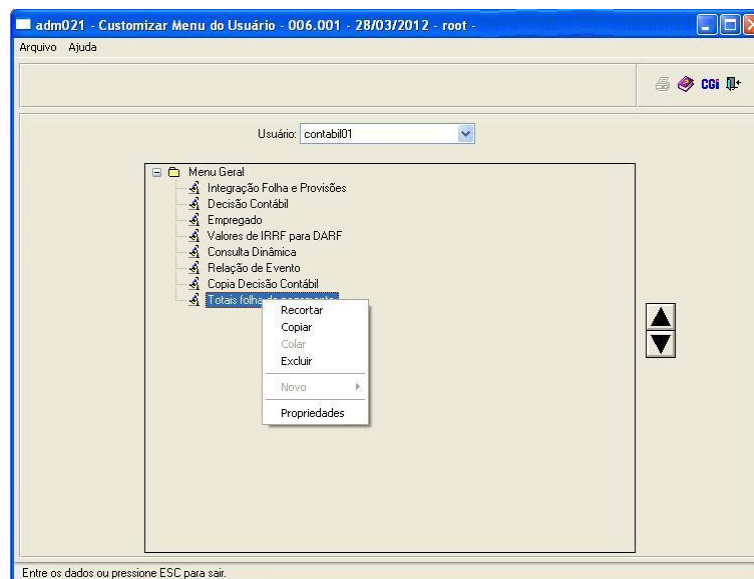 adm021 - Customizar Menu do Usuário - 006.001 - 28/03/2012 - root -
Arquivo Ajuda
CGi
Usuário: contabil01
Menu Geral
Integração Folha e Provisões
Decisão Contábil
Empregado
Valores de IRRF para DARF
Consulta Dinâmica
Relação de Evento
Copia Decisão Contábil
Totais folha de pagamento
Recortar
Copiar
Colar
Excluir
Novo
Propriedades
Entre os dados ou pressione ESC para sair.